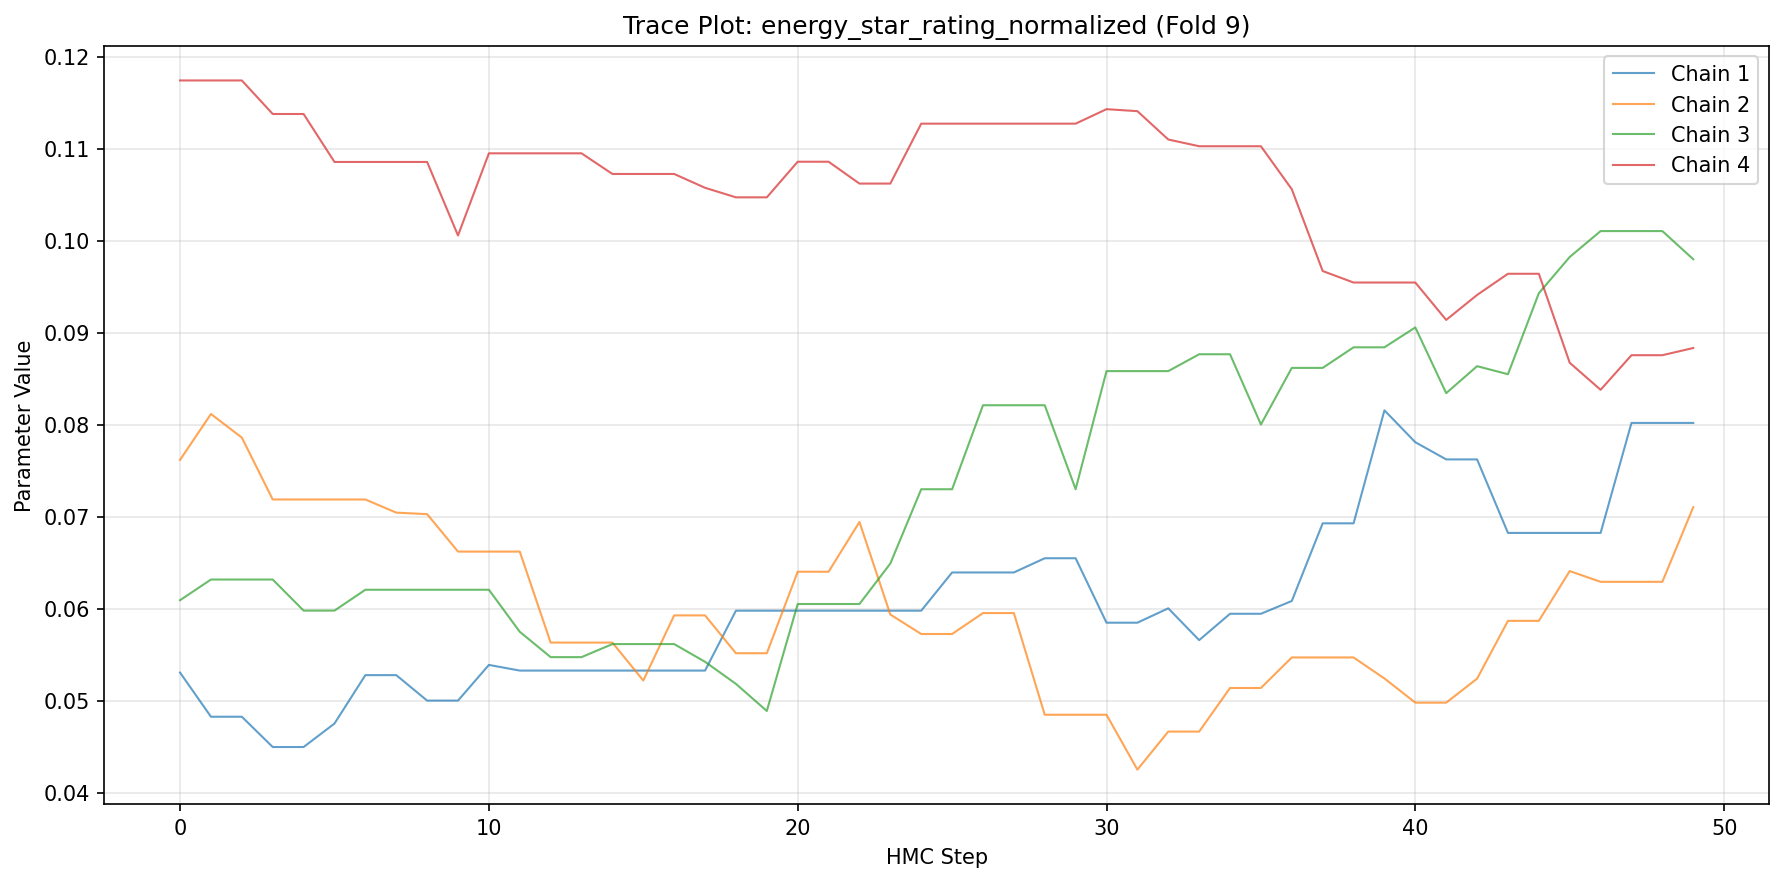 Trace Plot: energy_star_rating_normalized (Fold 9)
Parameter Value
0.12
0.11
0.10
0.09
0.08
0.07
0.06
0.05
0.04
Chain 1
Chain 2
Chain 3
Chain 4
0 10 20 30 40 50
HMC Step